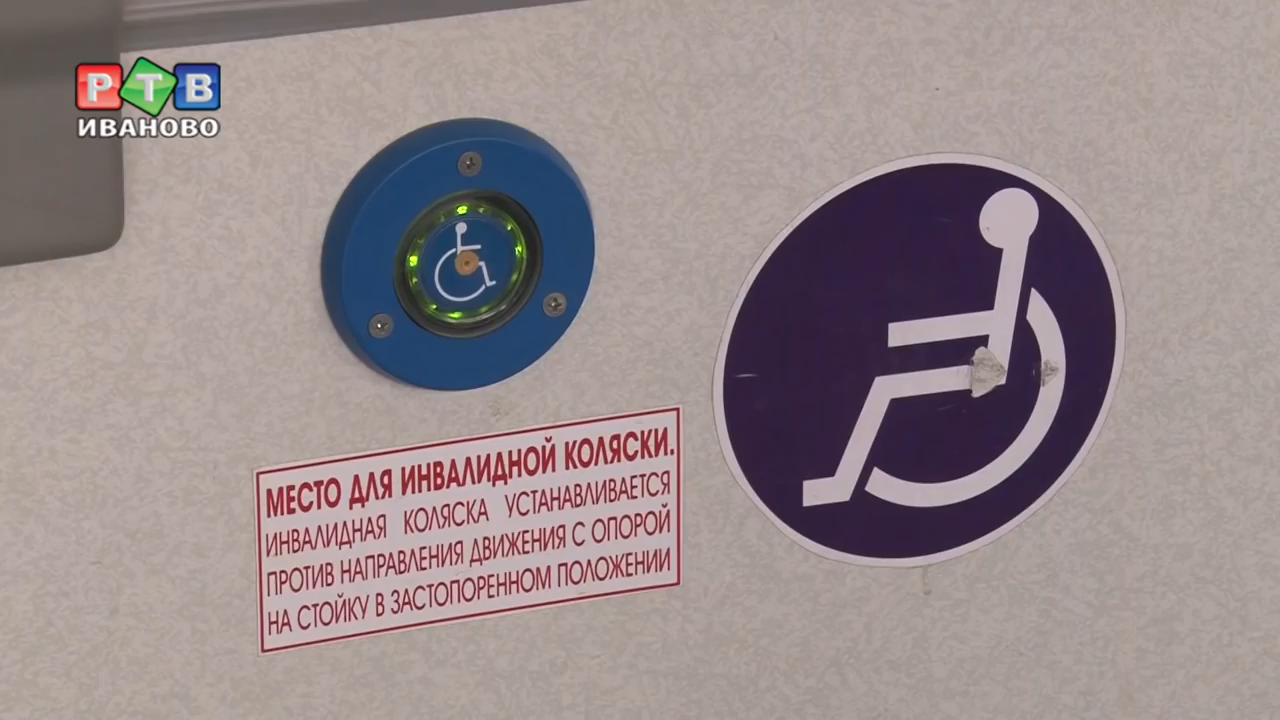 РТВ
ИВАНОВО
МЕСТО ДЛЯ ИНВАЛИДНОЙ КОЛЯСКИ.
ИНВАЛИДНАЯ КОЛЯСКА УСТАНАВЛИВАЕТСЯ
ПРОТИВ НАПРАВЛЕНИЯ ДВИЖЕНИЯ С ОПОРОЙ
НА СТОЙКУ В ЗАСТОПОРЕННОМ ПОЛОЖЕНИИ